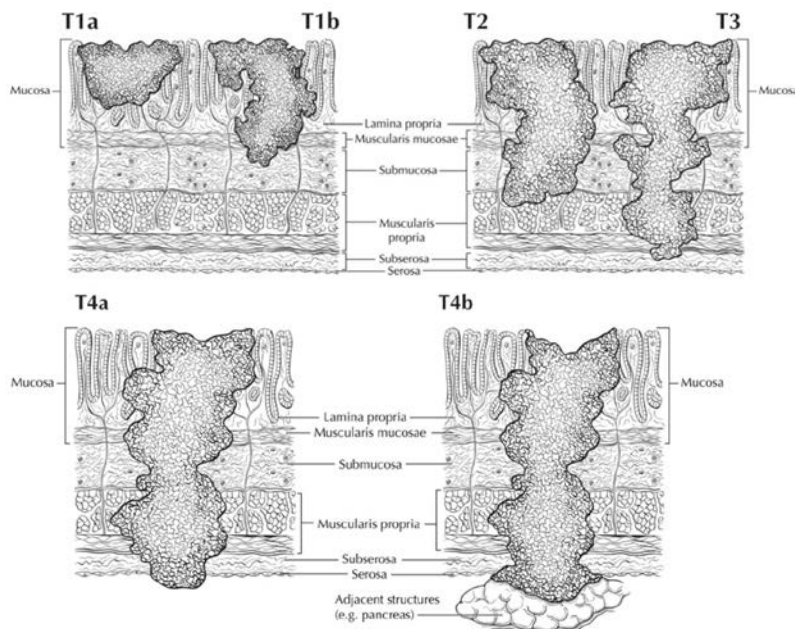 T1a T1b T2 T3
Mucosa
Mucosa
Lamina propria
Muscularis mucosae
Submucosa
Muscularis
propria
Subserosa
Serosa
T4a T4b
Mucosa
Mucosa
Lamina propria
Muscularis mucosae
Submucosa
Muscularis propria
Subserosa
Serosa
Adjacent structures
(e.g. pancreas)